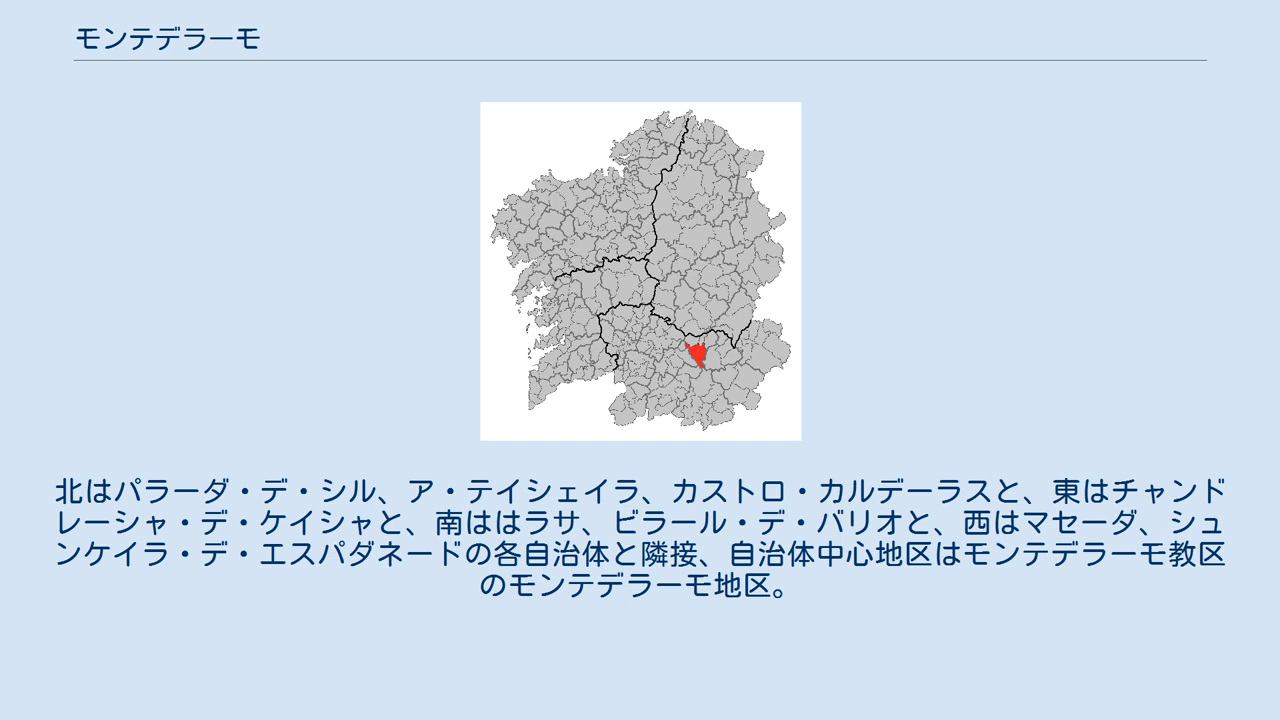 モンテデラーモ
北はパラーダ・デ・シル、ア・テイシェイラ、カストロ・カルデーラスと、東はチャンド
レーシャ・デ・ケイシャと、南ははラサ、ビラール・デ・バリオと、西はマセーダ、シュ
ンケイラ・デ・エスパダネードの各自治体と隣接、自治体中心地区はモンテデラーモ教区
のモンテデラーモ地区。